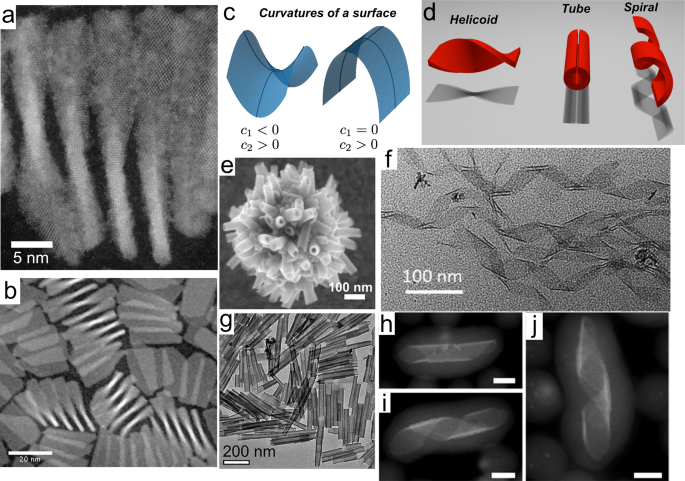 a
5 nm
b
20 nm
c
Curvatures of a surface
c₁ < 0
c₂ > 0
c₁ = 0
c₂ > 0
d
Helicoid
Tube
Spiral
e
100 nm
f
100 nm
g
200 nm
h
i
j